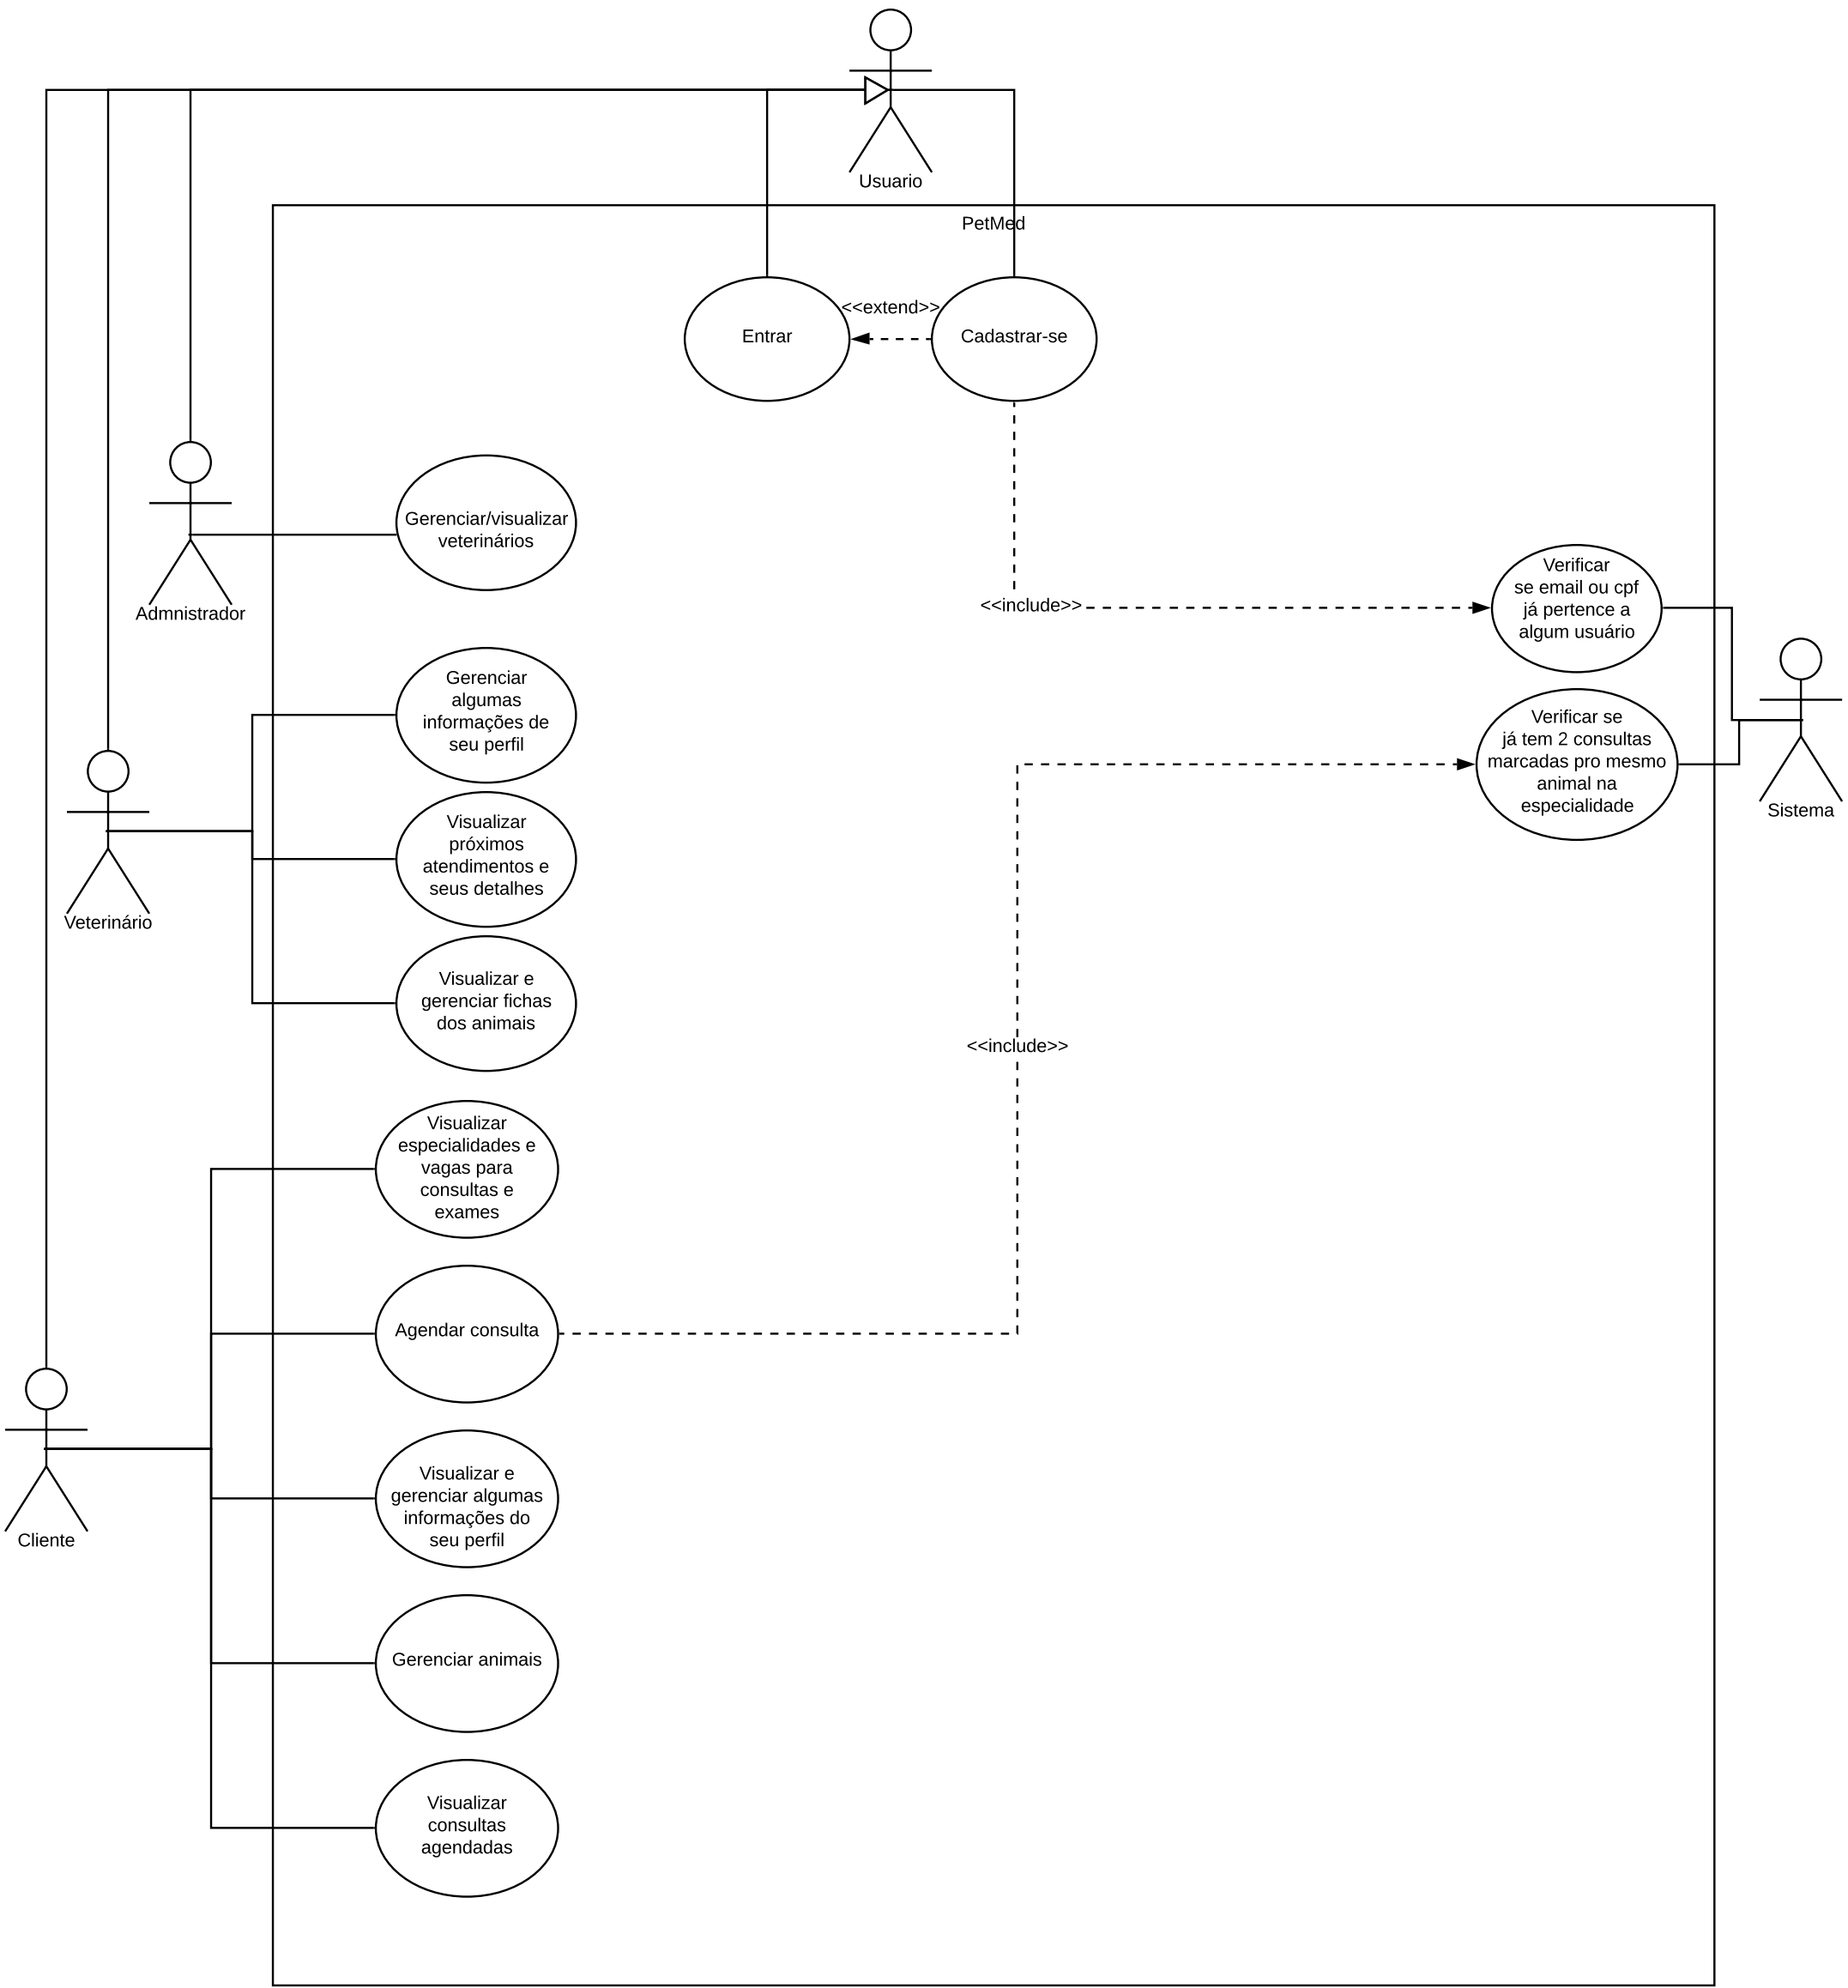 Usuario
PetMed
<<extend>>
Entrar
Cadastrar-se
Gerenciar/visualizar
veterinários
Admnistrador
<<include>>
Verificar
se email ou cpf
já pertence a
algum usuário
Gerenciar
algumas
informações de
seu perfil
Verificar se
já tem 2 consultas
marcadas pro mesmo
animal na
especialidade
Sistema
Visualizar
próximos
atendimentos e
seus detalhes
Veterinário
Visualizar e
gerenciar fichas
dos animais
<<include>>
Visualizar
especialidades e
vagas para
consultas e
exames
Agendar consulta
Visualizar e
gerenciar algumas
informações do
seu perfil
Cliente
Gerenciar animais
Visualizar
consultas
agendadas